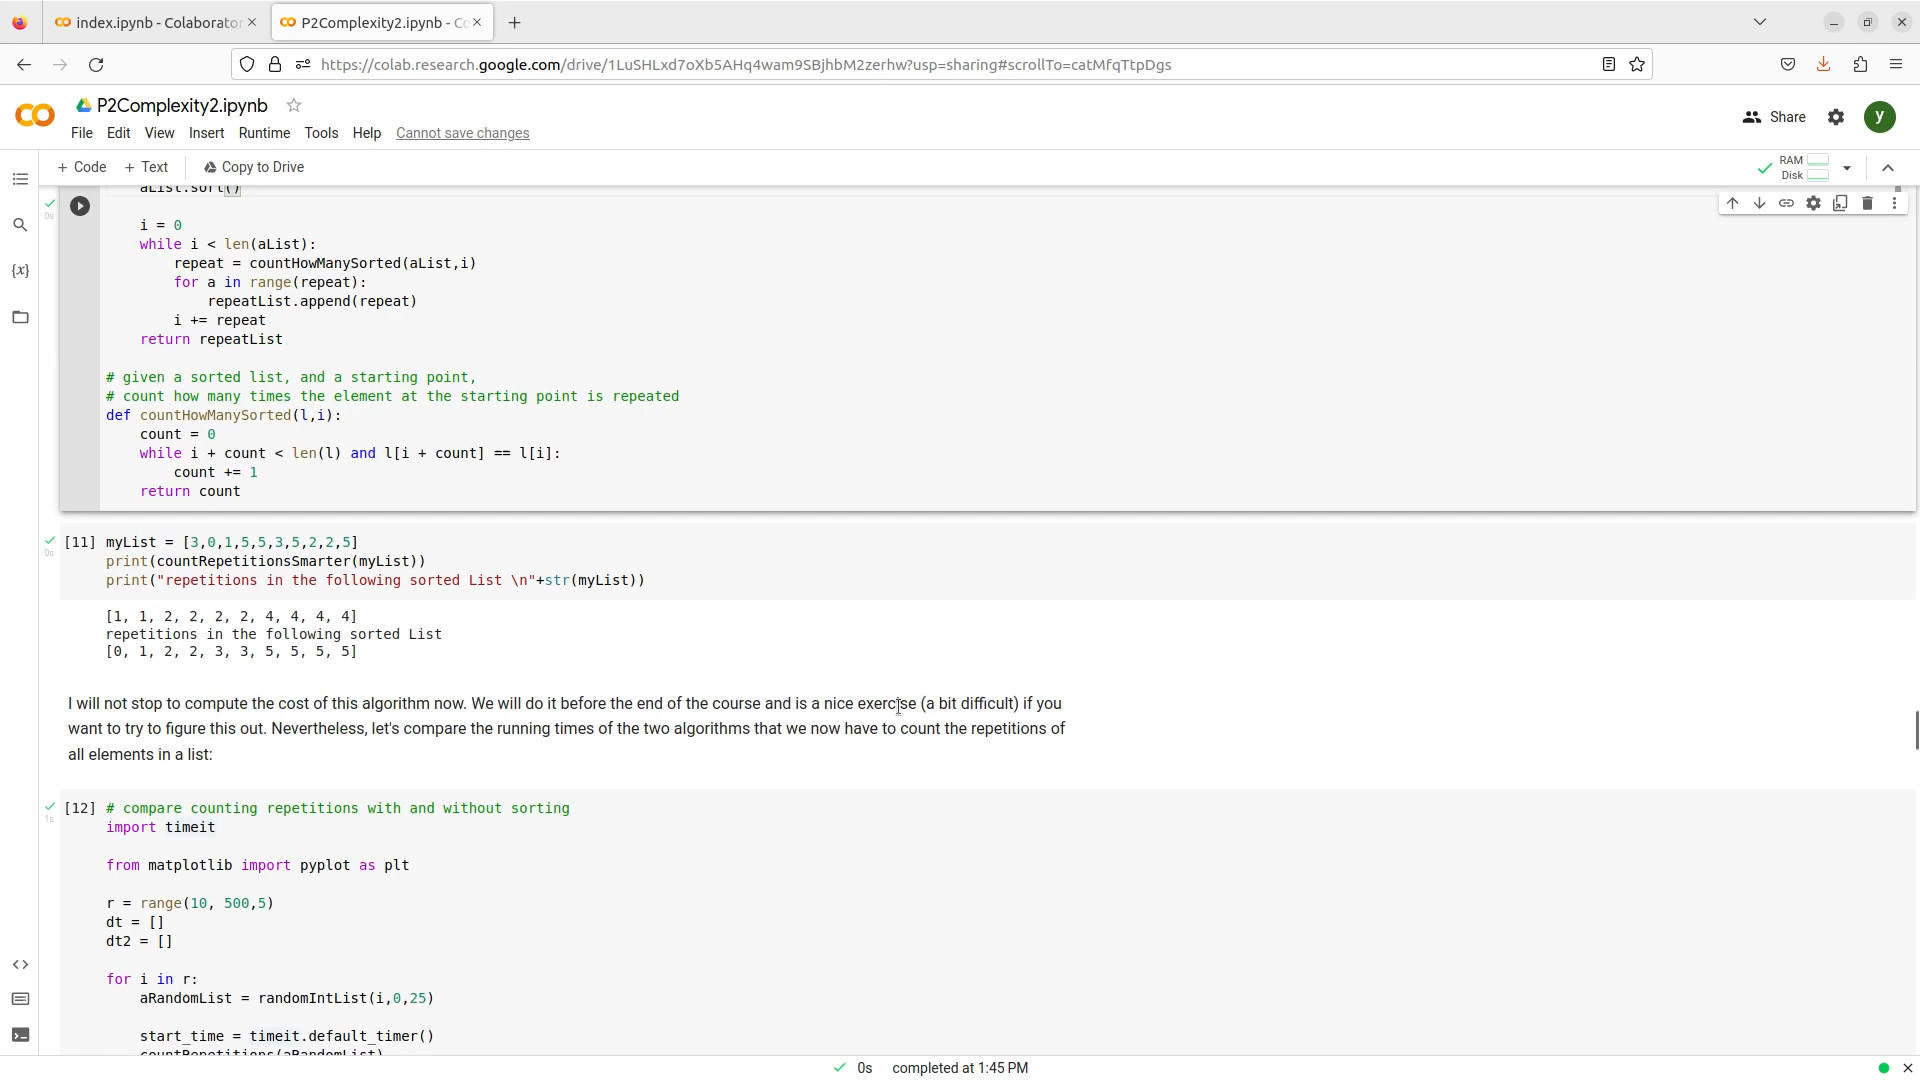 index.ipynb - Colaborator
P2Complexity2.ipynb - Co
https://colab.research.google.com/drive/1LuSHLxd7oXb5AHq4wam9SBjhbM2zerhw?usp=sharing#scrollTo=catMfqTtpDgs
P2Complexity2.ipynb
File Edit View Insert Runtime Tools Help Cannot save changes
Share
y
+ Code + Text Copy to Drive
RAM
Disk
aList.sort()
0s
i = 0
while i < len(aList):
repeat = countHowManySorted(aList,i)
for a in range(repeat):
repeatList.append(repeat)
i += repeat
return repeatList
# given a sorted list, and a starting point,
# count how many times the element at the starting point is repeated
def countHowManySorted(l,i):
count = 0
while i + count < len(l) and l[i + count] == l[i]:
count += 1
return count
[11] myList = [3,0,1,5,5,3,5,2,2,5]
0s
print(countRepetitionsSmarter(myList))
print("repetitions in the following sorted List \n"+str(myList))
[1, 1, 2, 2, 2, 2, 4, 4, 4, 4]
repetitions in the following sorted List
[0, 1, 2, 2, 3, 3, 5, 5, 5, 5]
I will not stop to compute the cost of this algorithm now. We will do it before the end of the course and is a nice exercise (a bit difficult) if you
want to try to figure this out. Nevertheless, let's compare the running times of the two algorithms that we now have to count the repetitions of
all elements in a list:
[12] # compare counting repetitions with and without sorting
1s
import timeit
from matplotlib import pyplot as plt
r = range(10, 500,5)
dt = []
dt2 = []
for i in r:
aRandomList = randomIntList(i,0,25)
start_time = timeit.default_timer()
countRepetitions(aRandomList)
0s completed at 1:45 PM